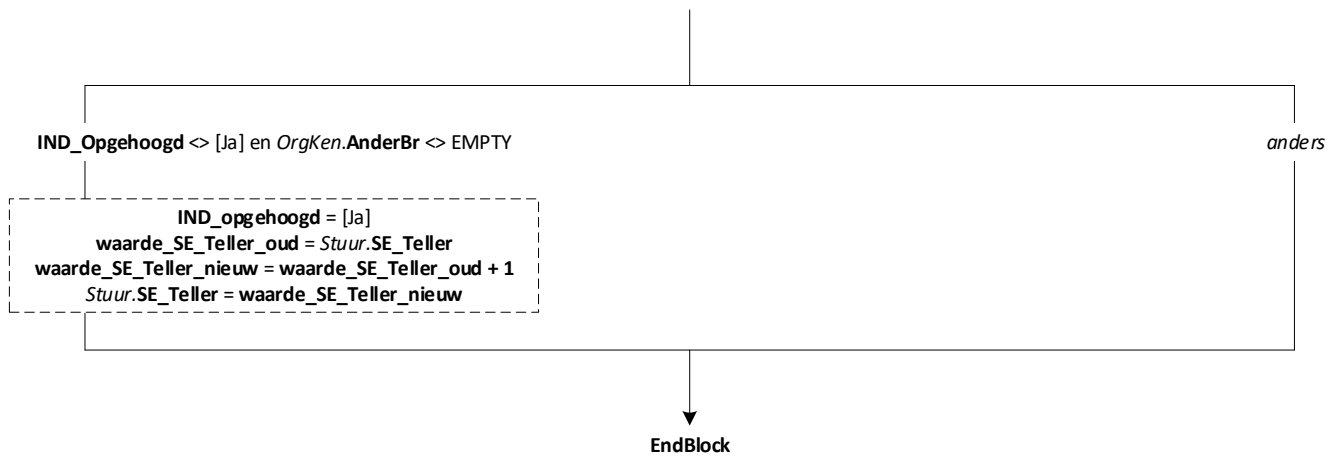 IND_Opgehoogd <> [Ja] en OrgKen.AnderBr <> EMPTY
anders
IND_opgehoogd = [Ja]
waarde_SE_Teller_oud = Stuur.SE_Teller
waarde_SE_Teller_nieuw = waarde_SE_Teller_oud + 1
Stuur.SE_Teller = waarde_SE_Teller_nieuw
EndBlock